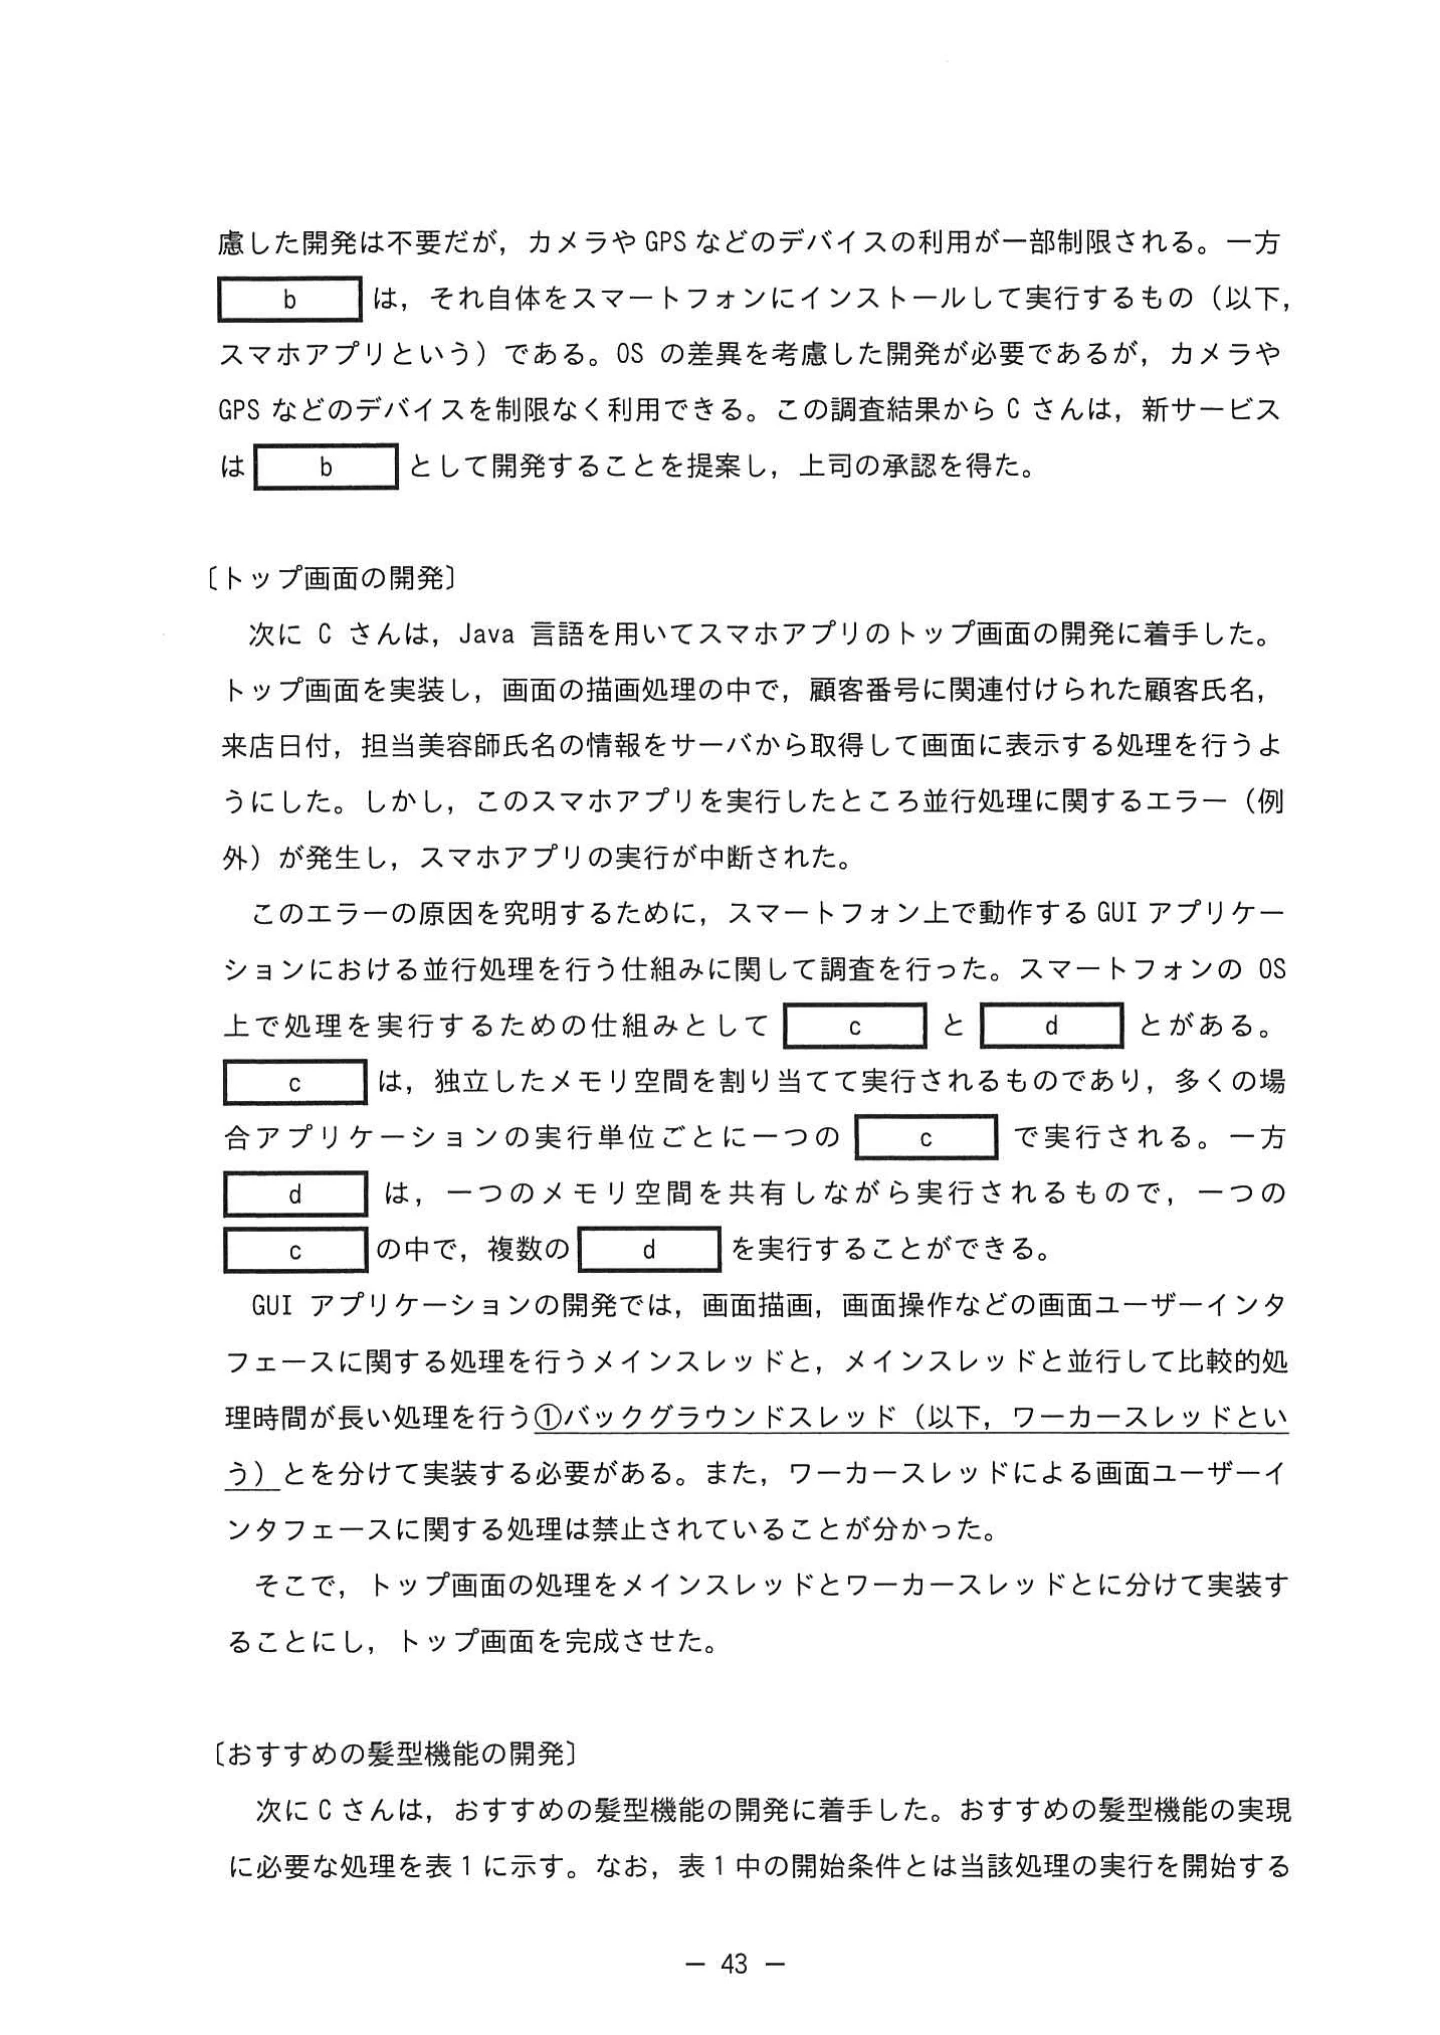 慮した開発は不要だが，カメラや GPS などのデバイスの利用が一部制限される。一方
b は，それ自体をスマートフォンにインストールして実行するもの（以下，
スマホアプリという）である。OS の差異を考慮した開発が必要であるが，カメラや
GPS などのデバイスを制限なく利用できる。この調査結果から C さんは，新サービス
は b として開発することを提案し，上司の承認を得た。
〔トップ画面の開発〕
次に C さんは，Java 言語を用いてスマホアプリのトップ画面の開発に着手した。
トップ画面を実装し，画面の描画処理の中で，顧客番号に関連付けられた顧客氏名，
来店日付，担当美容師氏名の情報をサーバから取得して画面に表示する処理を行うよ
うにした。しかし，このスマホアプリを実行したところ並行処理に関するエラー（例
外）が発生し，スマホアプリの実行が中断された。
このエラーの原因を究明するために，スマートフォン上で動作する GUI アプリケー
ションにおける並行処理を行う仕組みに関して調査を行った。スマートフォンの OS
上で処理を実行するための仕組みとして c と d とがある。
c は，独立したメモリ空間を割り当てて実行されるものであり，多くの場
合アプリケーションの実行単位ごとに一つの c で実行される。一方
d は，一つのメモリ空間を共有しながら実行されるもので，一つの
c の中で，複数の d を実行することができる。
GUI アプリケーションの開発では，画面描画，画面操作などの画面ユーザーインタ
フェースに関する処理を行うメインスレッドと，メインスレッドと並行して比較的処
理時間が長い処理を行う①バックグラウンドスレッド（以下，ワーカースレッドとい
う）とを分けて実装する必要がある。また，ワーカースレッドによる画面ユーザーイ
ンタフェースに関する処理は禁止されていることが分かった。
そこで，トップ画面の処理をメインスレッドとワーカースレッドとに分けて実装す
ることにし，トップ画面を完成させた。
〔おすすめの髪型機能の開発〕
次に C さんは，おすすめの髪型機能の開発に着手した。おすすめの髪型機能の実現
に必要な処理を表 1 に示す。なお，表 1 中の開始条件とは当該処理の実行を開始する
－ 43 －